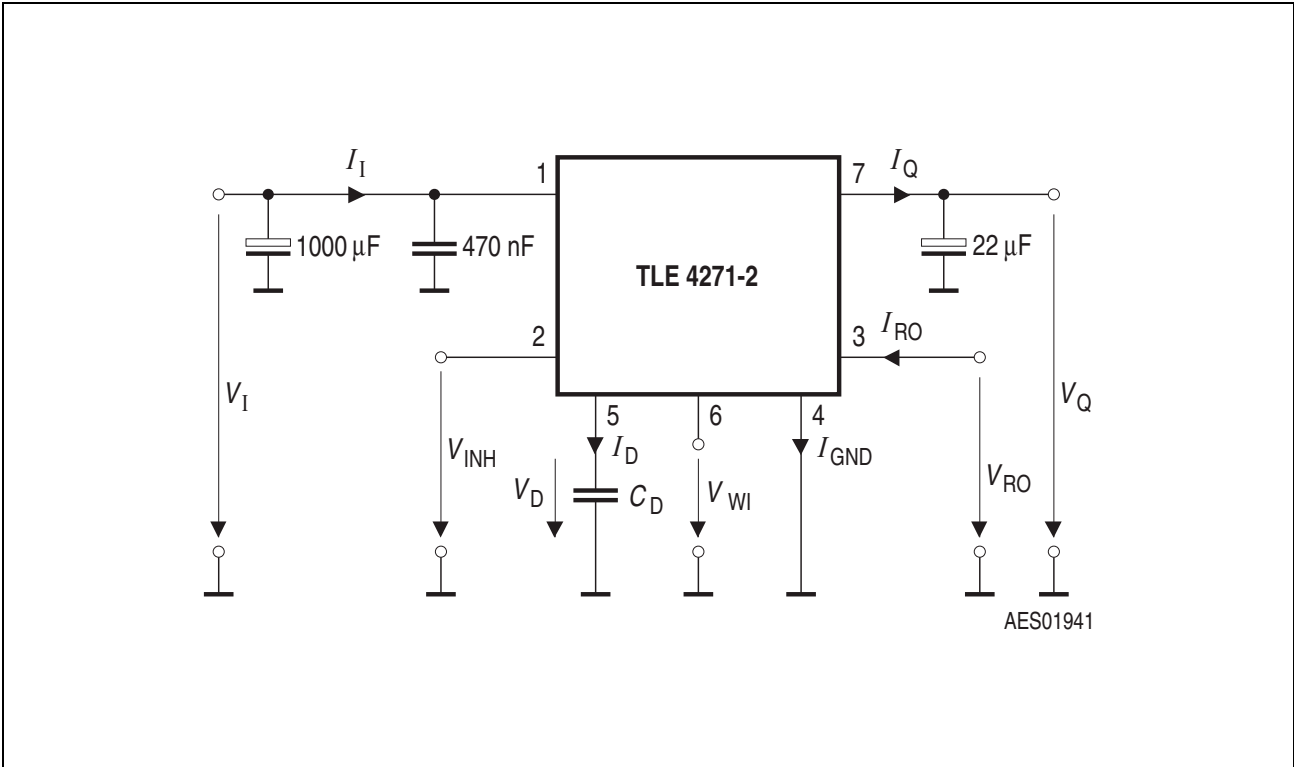 I_I
1
7
I_Q
1000 µF
470 nF
TLE 4271-2
22 µF
2
3
I_RO
V_I
V_INH
5
6
4
I_D
I_GND
V_D
C_D
V_WI
V_RO
V_Q
AES01941